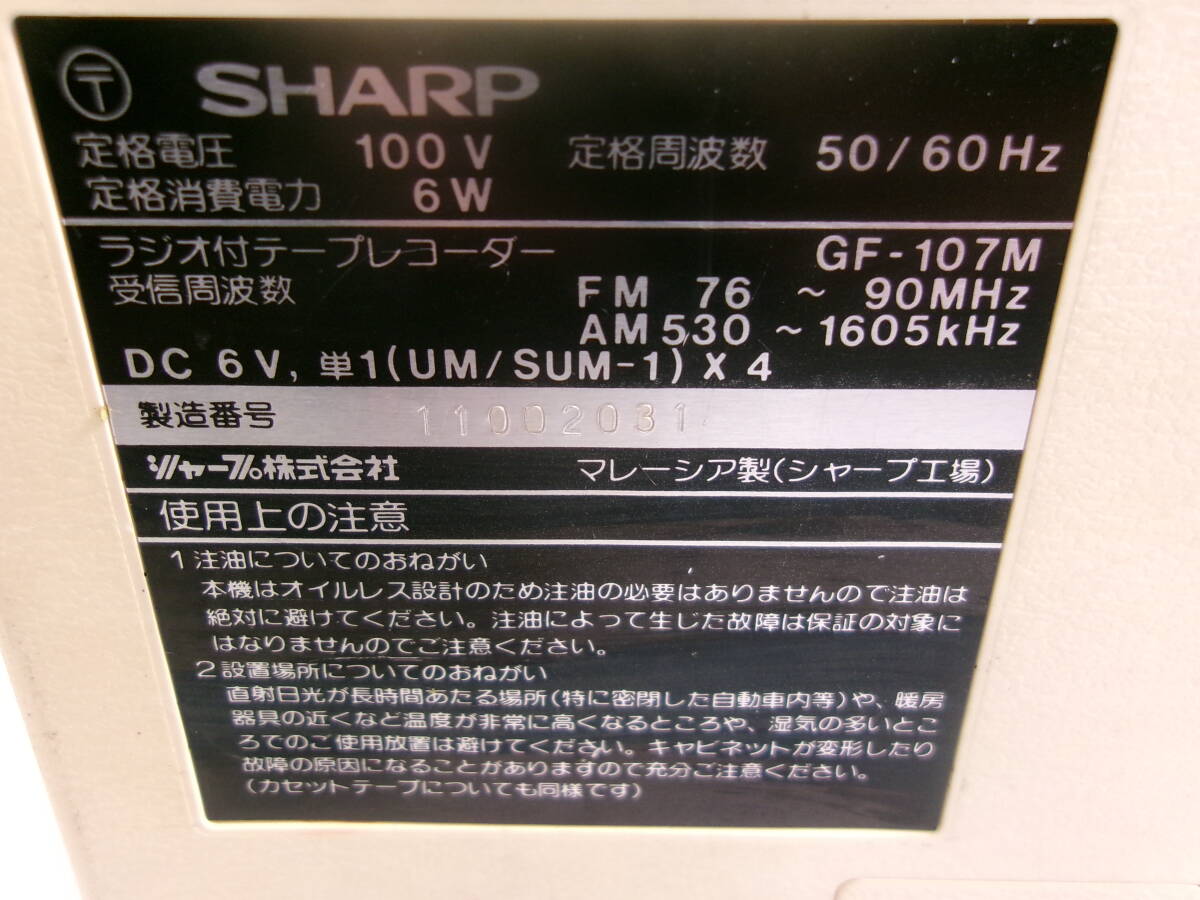 〒 SHARP
定格電圧 100 V 定格周波数 50/60 Hz
定格消費電力 6 W
ラジオ付テープレコーダー GF-107M
受信周波数 FM 76 ~ 90MHz
AM 530 ~ 1605kHz
DC 6V, 単1(UM/SUM-1) X 4
製造番号 11002031
シャープ株式会社 マレーシア製(シャープ工場)
使用上の注意
1 注油についてのおねがい
本機はオイルレス設計のため注油の必要はありませんので注油は
絶対に避けてください。注油によって生じた故障は保証の対象に
はなりませんのでご注意ください。
2 設置場所についてのおねがい
直射日光が長時間あたる場所(特に密閉した自動車内等)や、暖房
器具の近くなど温度が非常に高くなるところや、湿気の多いとこ
ろでのご使用放置は避けてください。キャビネットが変形したり
故障の原因になることがありますので充分ご注意ください。
(カセットテープについても同様です)